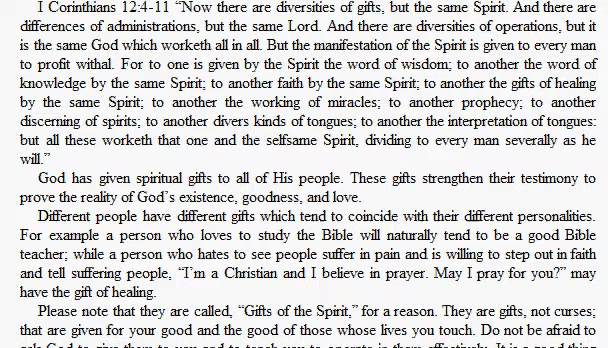 I Corinthians 12:4-11 “Now there are diversities of gifts, but the same Spirit. And there are
differences of administrations, but the same Lord. And there are diversities of operations, but it
is the same God which worketh all in all. But the manifestation of the Spirit is given to every man
to profit withal. For to one is given by the Spirit the word of wisdom; to another the word of
knowledge by the same Spirit; to another faith by the same Spirit; to another the gifts of healing
by the same Spirit; to another the working of miracles; to another prophecy; to another
discerning of spirits; to another divers kinds of tongues; to another the interpretation of tongues:
but all these worketh that one and the selfsame Spirit, dividing to every man severally as he
will.”
God has given spiritual gifts to all of His people. These gifts strengthen their testimony to
prove the reality of God’s existence, goodness, and love.
Different people have different gifts which tend to coincide with their different personalities.
For example a person who loves to study the Bible will naturally tend to be a good Bible
teacher; while a person who hates to see people suffer in pain and is willing to step out in faith
and tell suffering people, “I’m a Christian and I believe in prayer. May I pray for you?” may
have the gift of healing.
Please note that they are called, “Gifts of the Spirit,” for a reason. They are gifts, not curses;
that are given for your good and the good of those whose lives you touch. Do not be afraid to